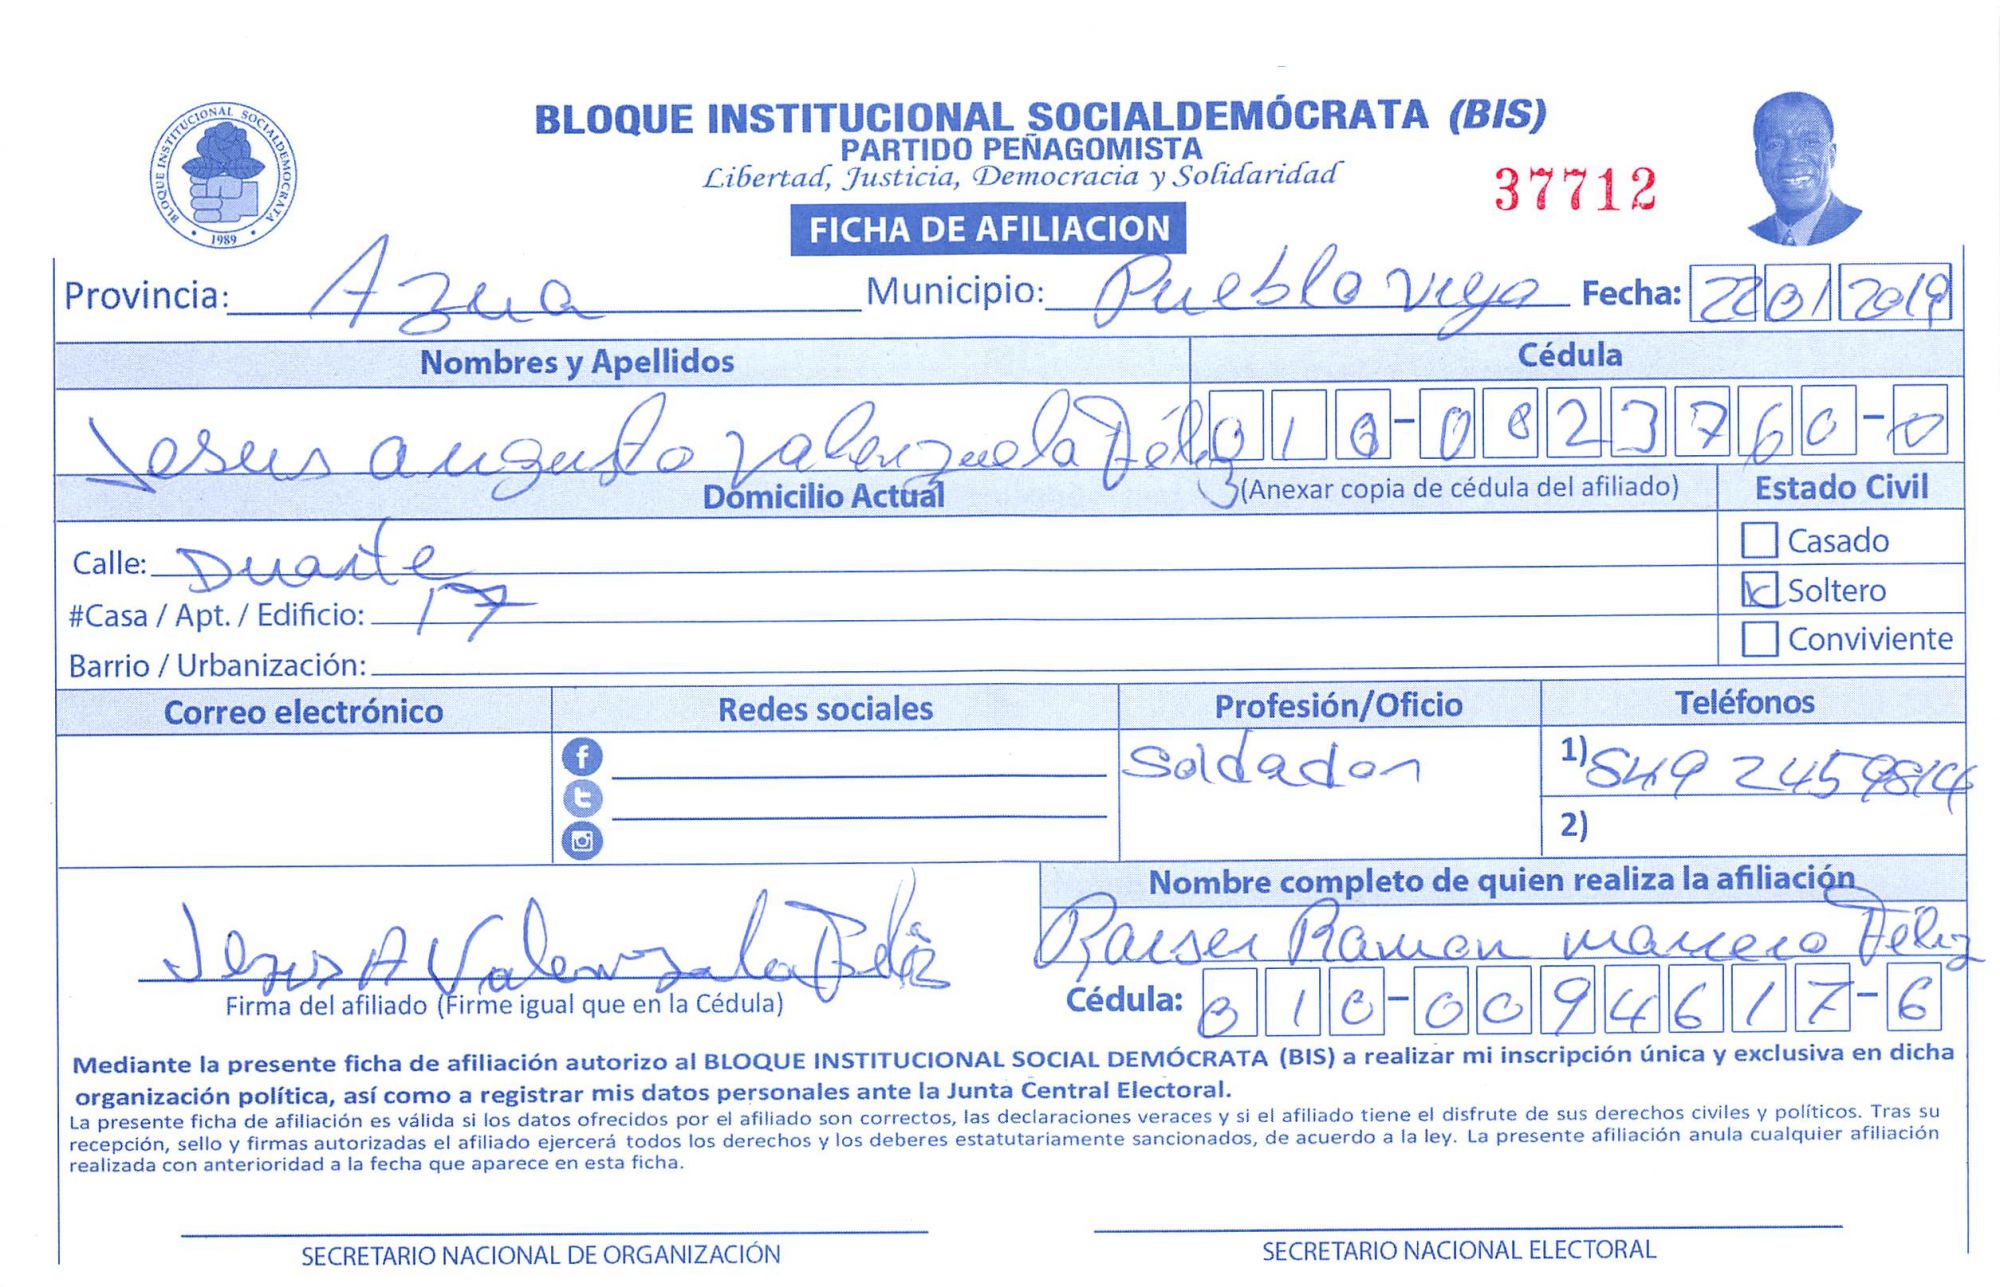 BLOQUE INSTITUCIONAL SOCIALDEMOCRATA
1989
BLOQUE INSTITUCIONAL SOCIALDEMÓCRATA (BIS)
PARTIDO PEÑAGOMISTA
Libertad, Justicia, Democracia y Solidaridad
37712
FICHA DE AFILIACION
Provincia: Azua Municipio: Pueblo viejo Fecha: 22 01 2019
Nombres y Apellidos Cédula
Jesus augusto valenzuela Féliz 010-0823760-0
Domicilio Actual (Anexar copia de cédula del afiliado) Estado Civil
Calle: Duarte Casado
#Casa / Apt. / Edificio: 17 Soltero
Barrio / Urbanización: Conviviente
Correo electrónico Redes sociales Profesión/Oficio Teléfonos
Soldador 1) 849 245
2)
Nombre completo de quien realiza la afiliación
Jesus A Valenzuela Feliz Ramon marrero Féliz
Firma del afiliado (Firme igual que en la Cédula) Cédula: 010-0094617-6
Mediante la presente ficha de afiliación autorizo al BLOQUE INSTITUCIONAL SOCIAL DEMÓCRATA (BIS) a realizar mi inscripción única y exclusiva en dicha
organización política, así como a registrar mis datos personales ante la Junta Central Electoral.
La presente ficha de afiliación es válida si los datos ofrecidos por el afiliado son correctos, las declaraciones veraces y si el afiliado tiene el disfrute de sus derechos civiles y políticos. Tras su
recepción, sello y firmas autorizadas el afiliado ejercerá todos los derechos y los deberes estatutariamente sancionados, de acuerdo a la ley. La presente afiliación anula cualquier afiliación
realizada con anterioridad a la fecha que aparece en esta ficha.
SECRETARIO NACIONAL DE ORGANIZACIÓN SECRETARIO NACIONAL ELECTORAL